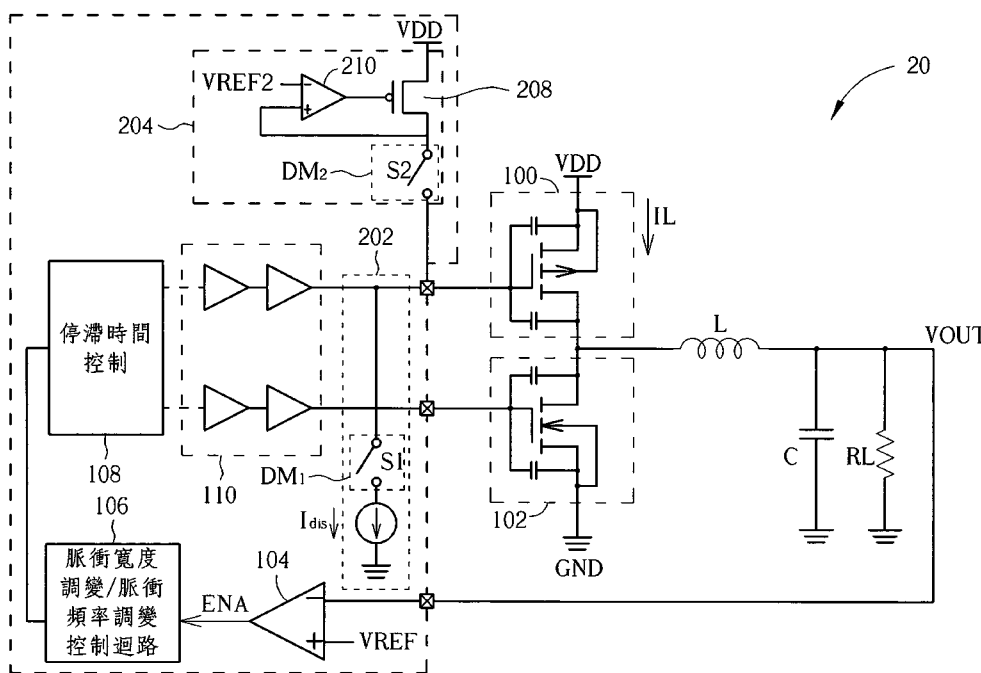 VDD
210
VREF2
208
204
20
DM2
S2
VDD
100
IL
202
停滯時間
控制
L
VOUT
108
110
DM1
S1
C
RL
106
Idis
102
脈衝寬度
調變/脈衝
頻率調變
控制迴路
104
GND
ENA
VREF